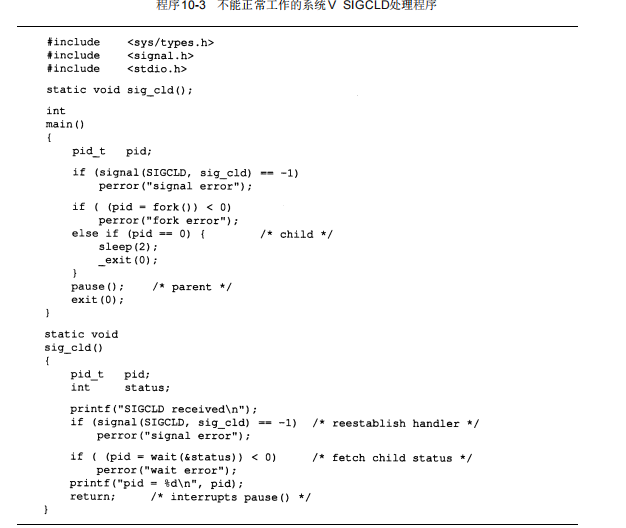 程序10-3 不能正常工作的系统V SIGCLD处理程序
#include <sys/types.h>
#include <signal.h>
#include <stdio.h>
static void sig_cld();
int
main()
{
pid_t pid;
if (signal(SIGCLD, sig_cld) == -1)
perror("signal error");
if ( (pid = fork()) < 0)
perror("fork error");
else if (pid == 0) { /* child */
sleep(2);
_exit(0);
}
pause(); /* parent */
exit(0);
}
static void
sig_cld()
{
pid_t pid;
int status;
printf("SIGCLD received\n");
if (signal(SIGCLD, sig_cld) == -1) /* reestablish handler */
perror("signal error");
if ( (pid = wait(&status)) < 0) /* fetch child status */
perror("wait error");
printf("pid = %d\n", pid);
return; /* interrupts pause() */
}